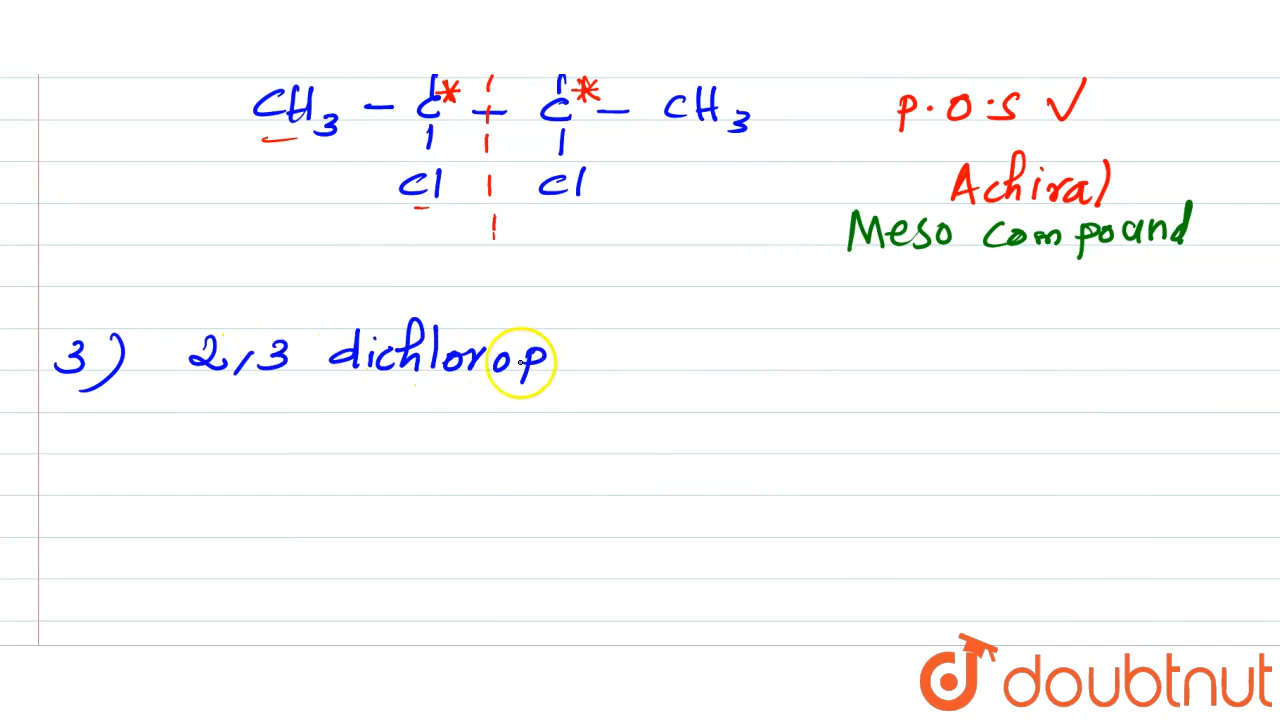 CH3 - C* - C* - CH3
P.O.S ✓
Cl Cl
Achiral
Meso compound
3) 2,3 dichlorop
doubtnut